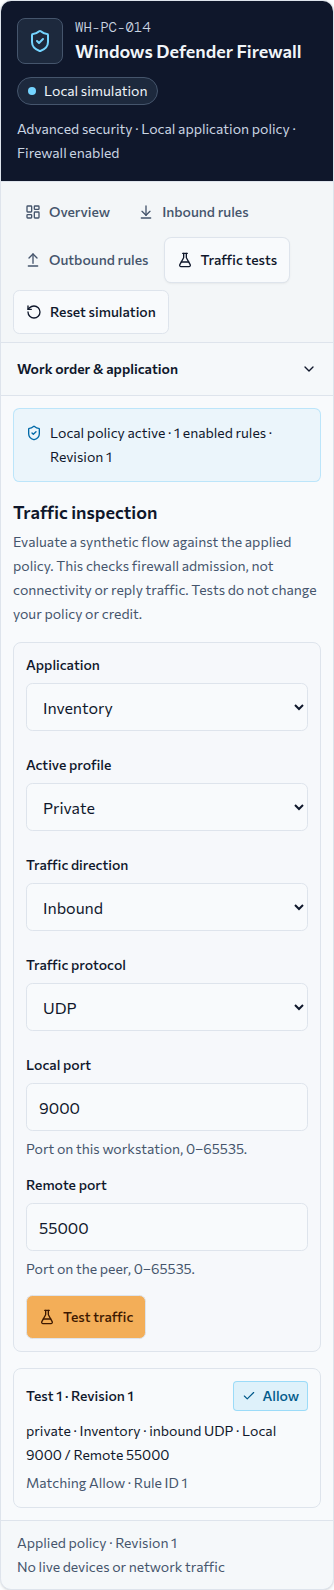 WH-PC-014
Windows Defender Firewall
Local simulation
Advanced security · Local application policy ·
Firewall enabled
Overview
Inbound rules
Outbound rules
Traffic tests
Reset simulation
Work order & application
Local policy active · 1 enabled rules ·
Revision 1
Traffic inspection
Evaluate a synthetic flow against the applied
policy. This checks firewall admission, not
connectivity or reply traffic. Tests do not change
your policy or credit.
Application
Inventory
Active profile
Private
Traffic direction
Inbound
Traffic protocol
UDP
Local port
9000
Port on this workstation, 0–65535.
Remote port
55000
Port on the peer, 0–65535.
Test traffic
Test 1 · Revision 1
Allow
private · Inventory · inbound UDP · Local
9000 / Remote 55000
Matching Allow · Rule ID 1
Applied policy · Revision 1
No live devices or network traffic